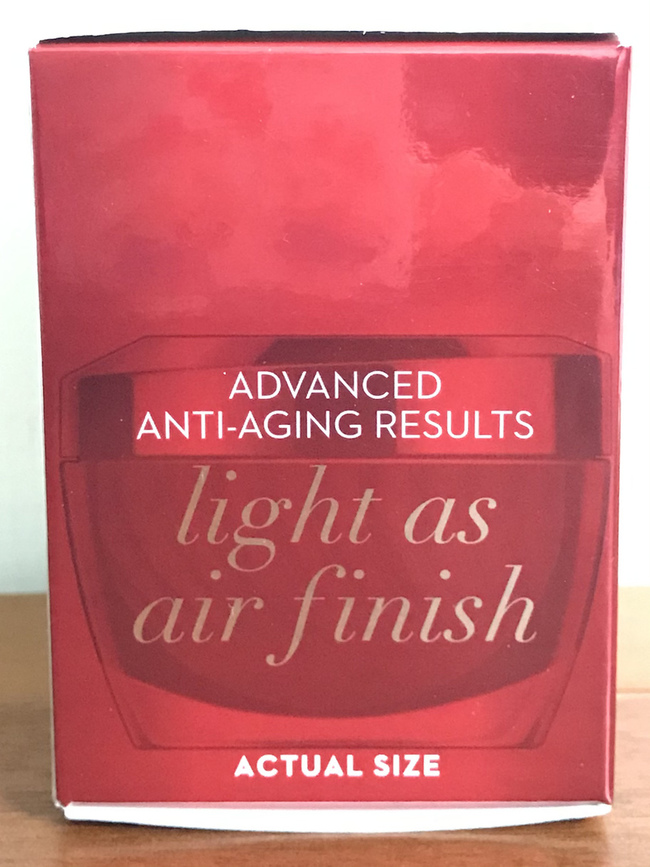 ADVANCED
ANTI-AGING RESULTS
light as
air finish
ACTUAL SIZE